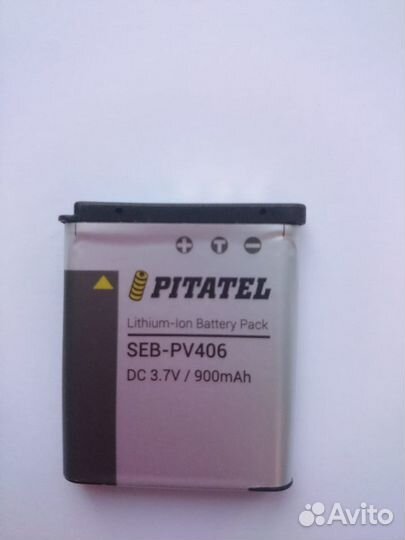 + T −
PITATEL
Lithium-Ion Battery Pack
SEB-PV406
DC 3.7V / 900mAh
Avito